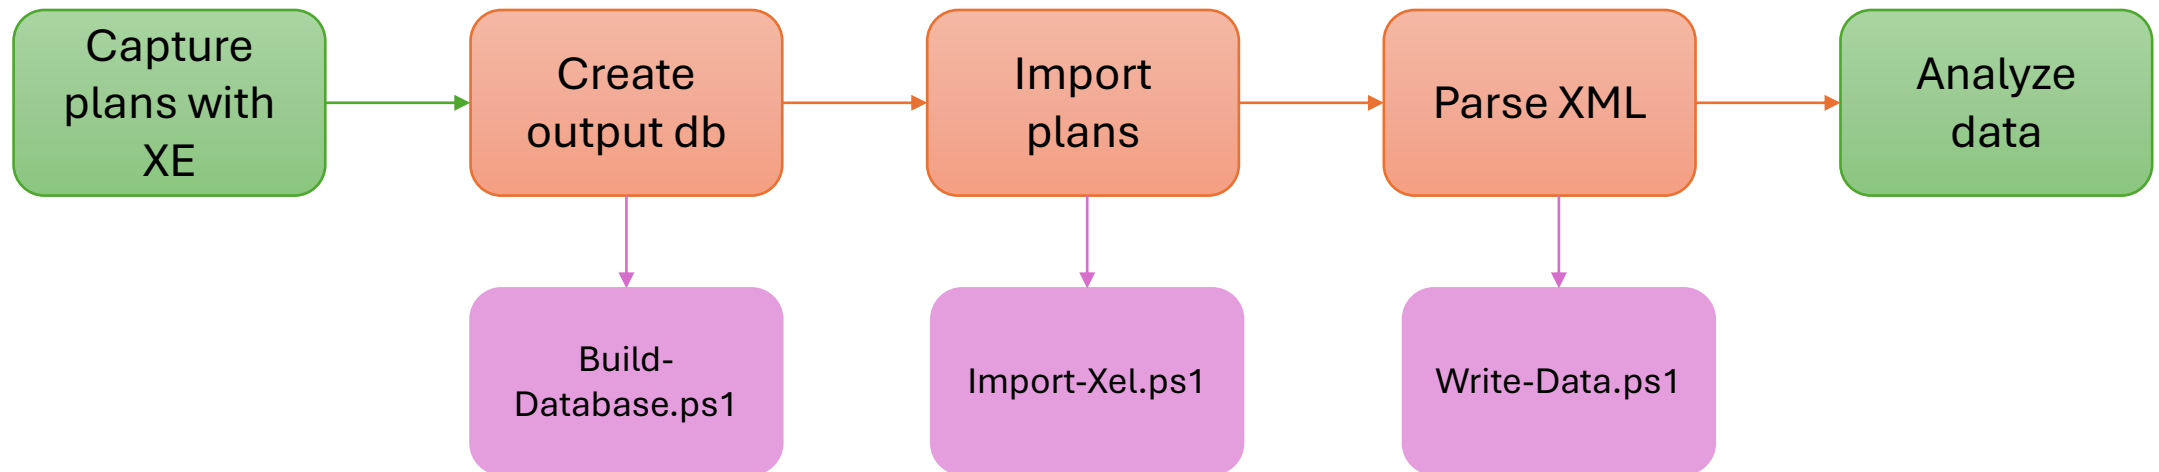 Capture
plans with
XE
Create
output db
Import
plans
Parse XML
Analyze
data
Build-
Database.ps1
Import-Xel.ps1
Write-Data.ps1